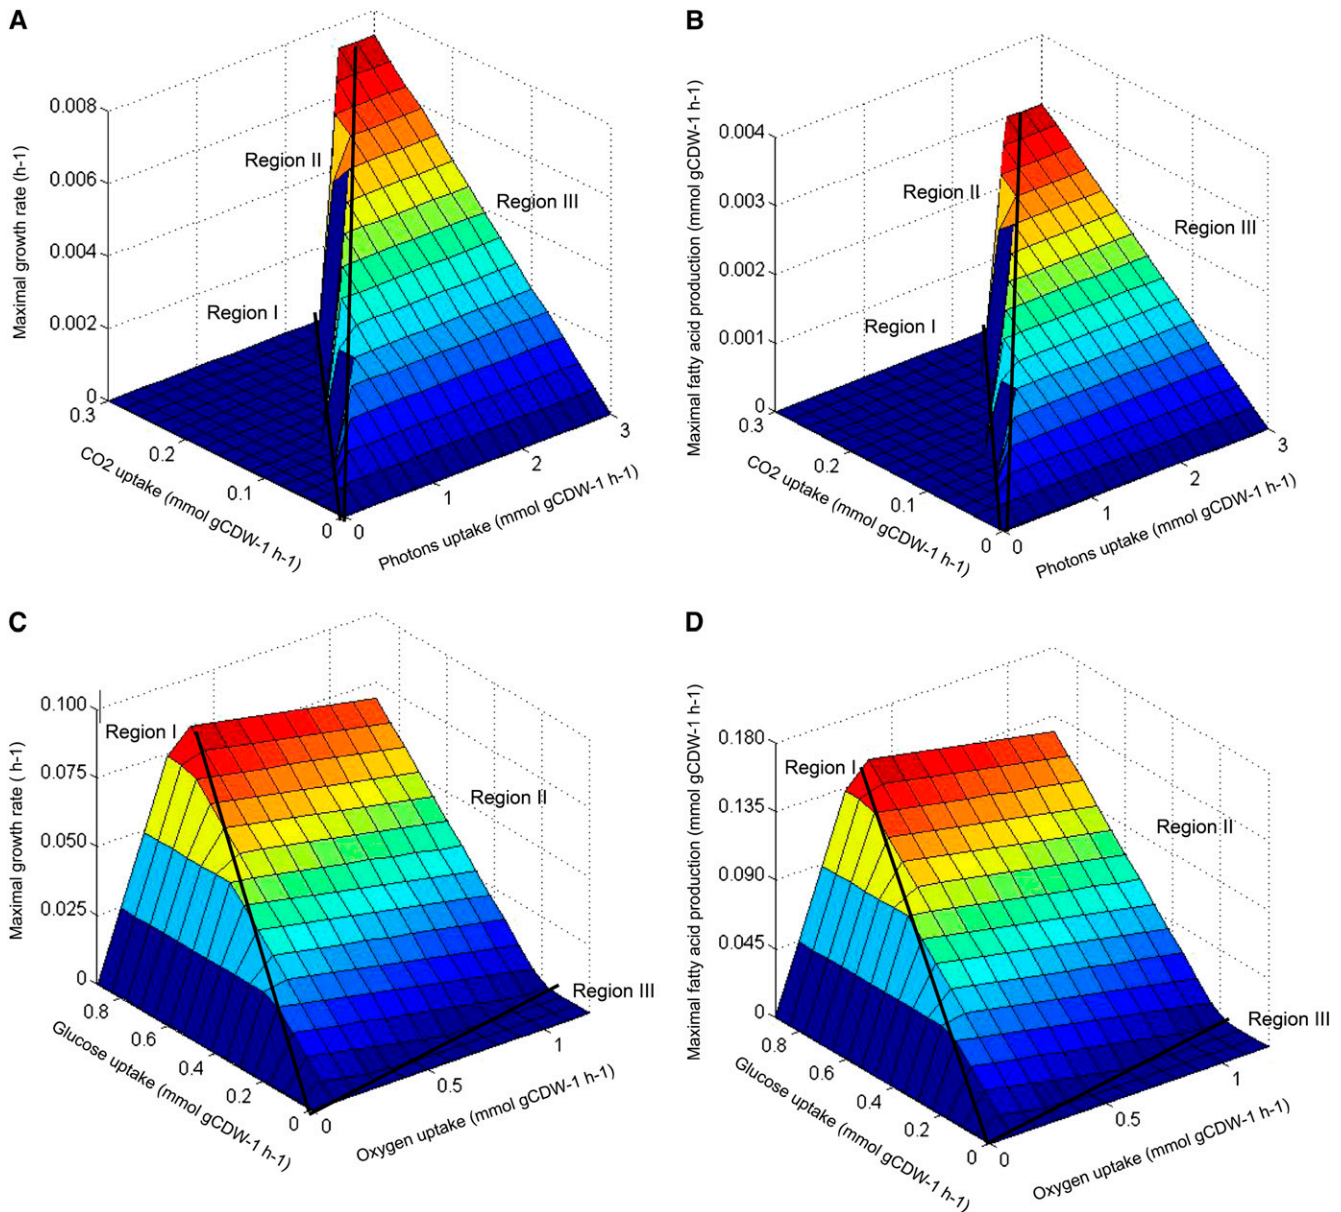 A
Maximal growth rate (h-1)
0.008
0.006
0.004
0.002
0
0.3
0.2
0.1
0
CO2 uptake (mmol gCDW-1 h-1)
0
1
2
3
Photons uptake (mmol gCDW-1 h-1)
Region I
Region II
Region III
B
Maximal fatty acid production (mmol gCDW-1 h-1)
0.004
0.003
0.002
0.001
0
0.3
0.2
0.1
0
CO2 uptake (mmol gCDW-1 h-1)
0
1
2
3
Photons uptake (mmol gCDW-1 h-1)
Region I
Region II
Region III
C
Maximal growth rate ( h-1)
0.100
0.075
0.050
0.025
0
0.8
0.6
0.4
0.2
0
Glucose uptake (mmol gCDW-1 h-1)
0
0.5
1
Oxygen uptake (mmol gCDW-1 h-1)
Region I
Region II
Region III
D
Maximal fatty acid production (mmol gCDW-1 h-1)
0.180
0.135
0.090
0.045
0
0.8
0.6
0.4
0.2
0
Glucose uptake (mmol gCDW-1 h-1)
0
0.5
1
Oxygen uptake (mmol gCDW-1 h-1)
Region I
Region II
Region III